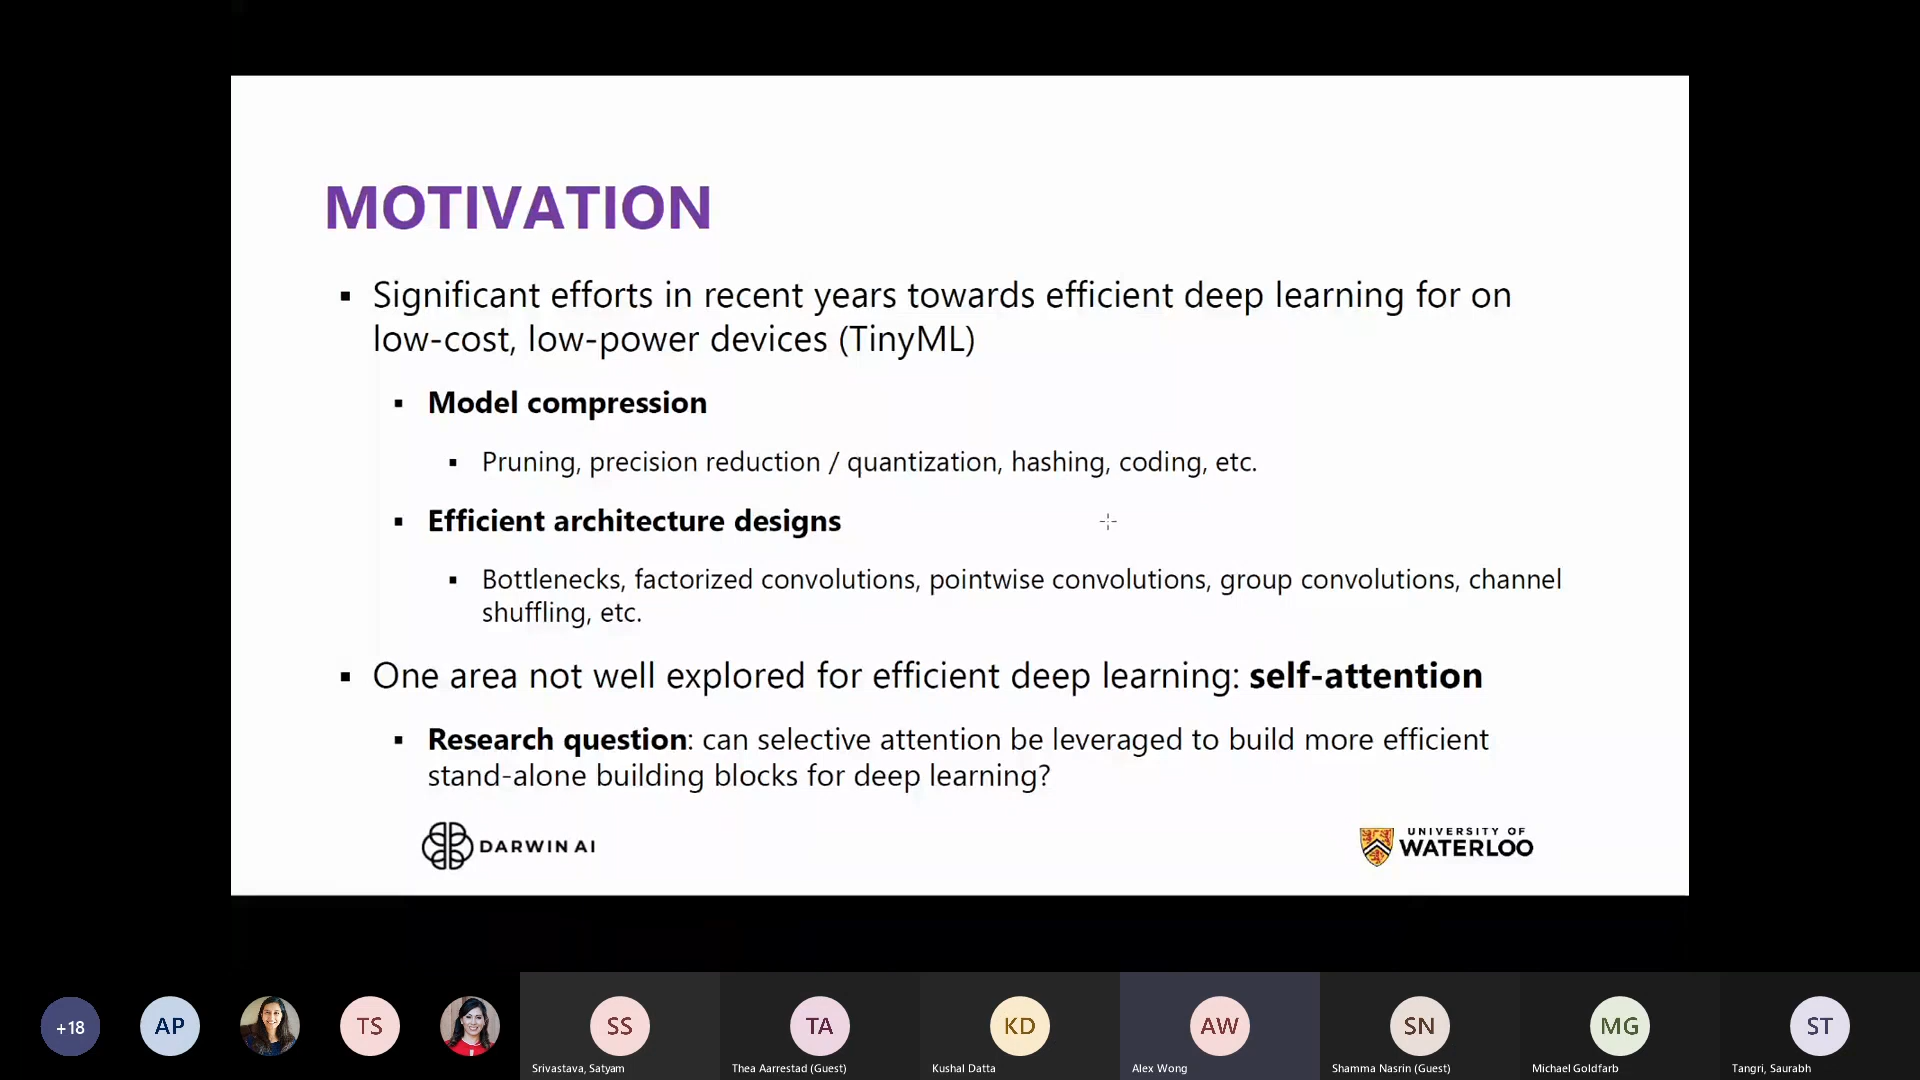 MOTIVATION
Significant efforts in recent years towards efficient deep learning for on
low-cost, low-power devices (TinyML)
Model compression
Pruning, precision reduction / quantization, hashing, coding, etc.
Efficient architecture designs
Bottlenecks, factorized convolutions, pointwise convolutions, group convolutions, channel
shuffling, etc.
One area not well explored for efficient deep learning: self-attention
Research question: can selective attention be leveraged to build more efficient
stand-alone building blocks for deep learning?
DARWIN AI
UNIVERSITY OF
WATERLOO
+18
AP
TS
SS
TA
KD
AW
SN
MG
ST
Srivastava, Satyam
Thea Aarrestad (Guest)
Kushal Datta
Alex Wong
Shamma Nasrin (Guest)
Michael Goldfarb
Tangri, Saurabh